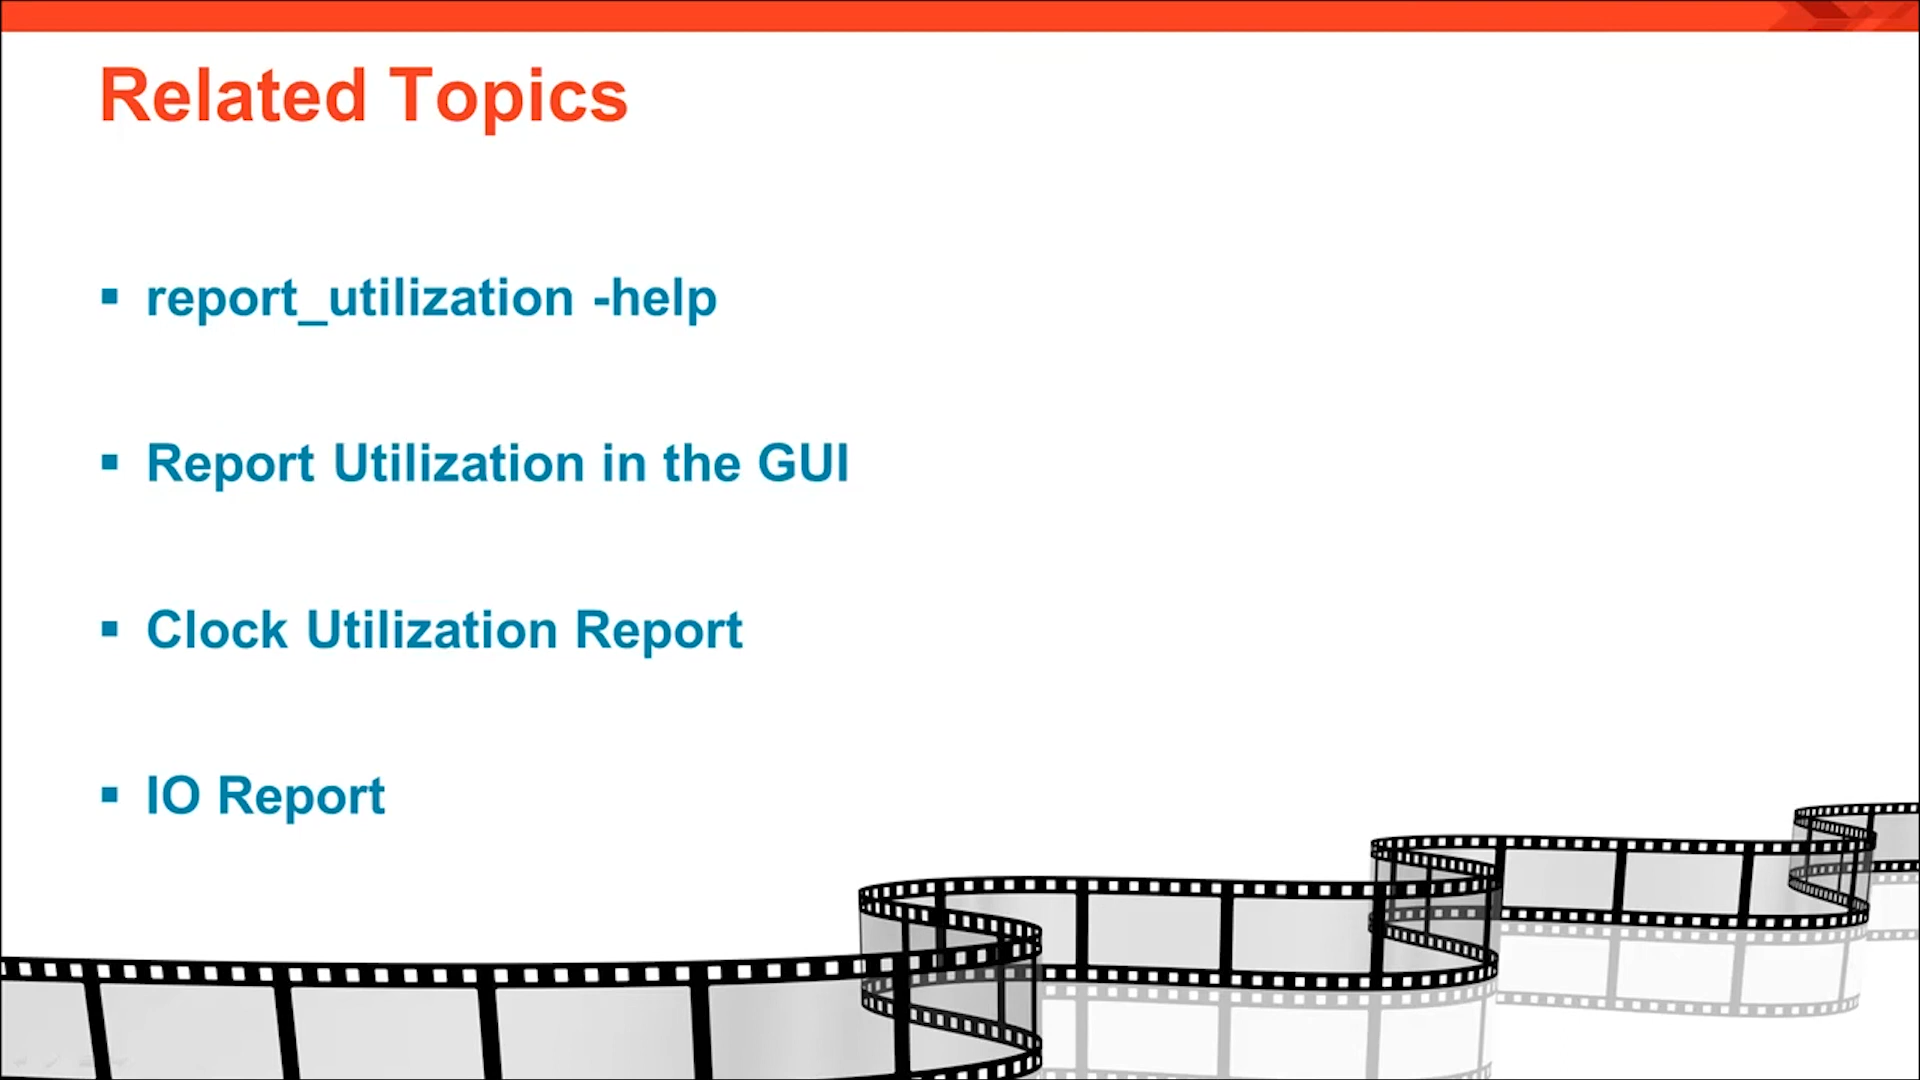 Related Topics
▪ report_utilization -help
▪ Report Utilization in the GUI
▪ Clock Utilization Report
▪ IO Report